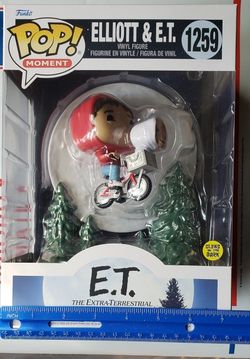 Funko
POP!
MOMENT
ELLIOTT & E.T.
VINYL FIGURE
FIGURINE EN VINYLE / FIGURA DE VINIL
1259
GLOWS IN THE DARK
E.T.
THE EXTRA-TERRESTRIAL